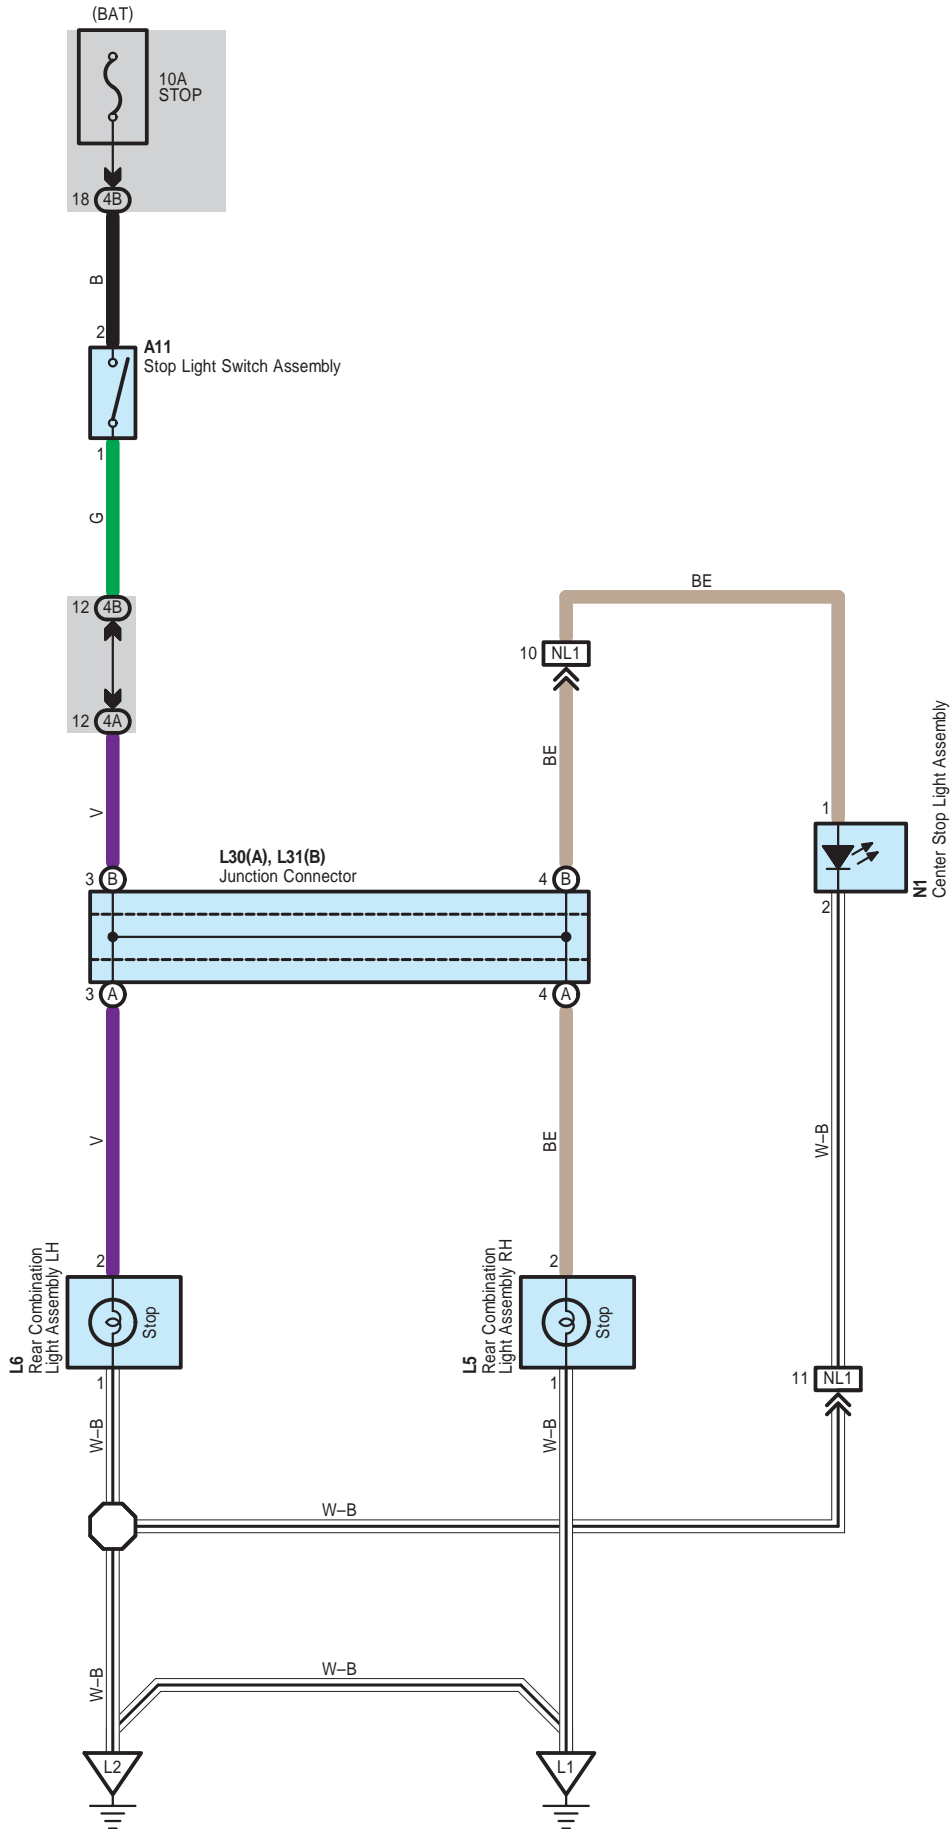 (BAT)
10A
STOP
18 4B
B
2
A11
Stop Light Switch Assembly
1
G
12 4B
BE
10 NL1
12 4A
BE
V
1
N1
Center Stop Light Assembly
2
L30(A), L31(B)
Junction Connector
3 B
4 B
3 A
4 A
V
BE
W–B
2
L6
Rear Combination
Light Assembly LH
Stop
1
2
L5
Rear Combination
Light Assembly RH
Stop
1
11 NL1
W–B
W–B
W–B
W–B
W–B
L2
L1